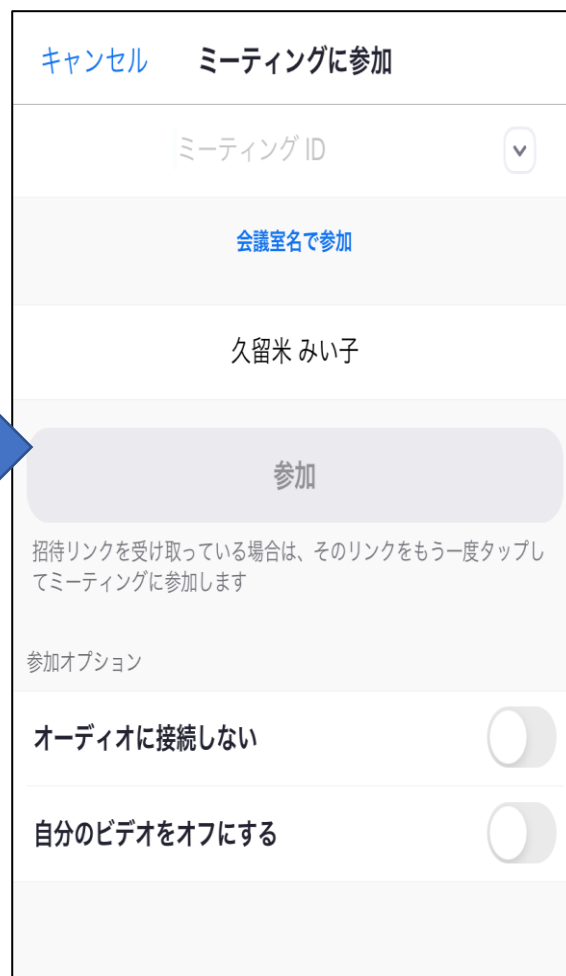 キャンセル ミーティングに参加
ミーティング ID
会議室名で参加
久留米 みい子
参加
招待リンクを受け取っている場合は、そのリンクをもう一度タップし
てミーティングに参加します
参加オプション
オーディオに接続しない
自分のビデオをオフにする